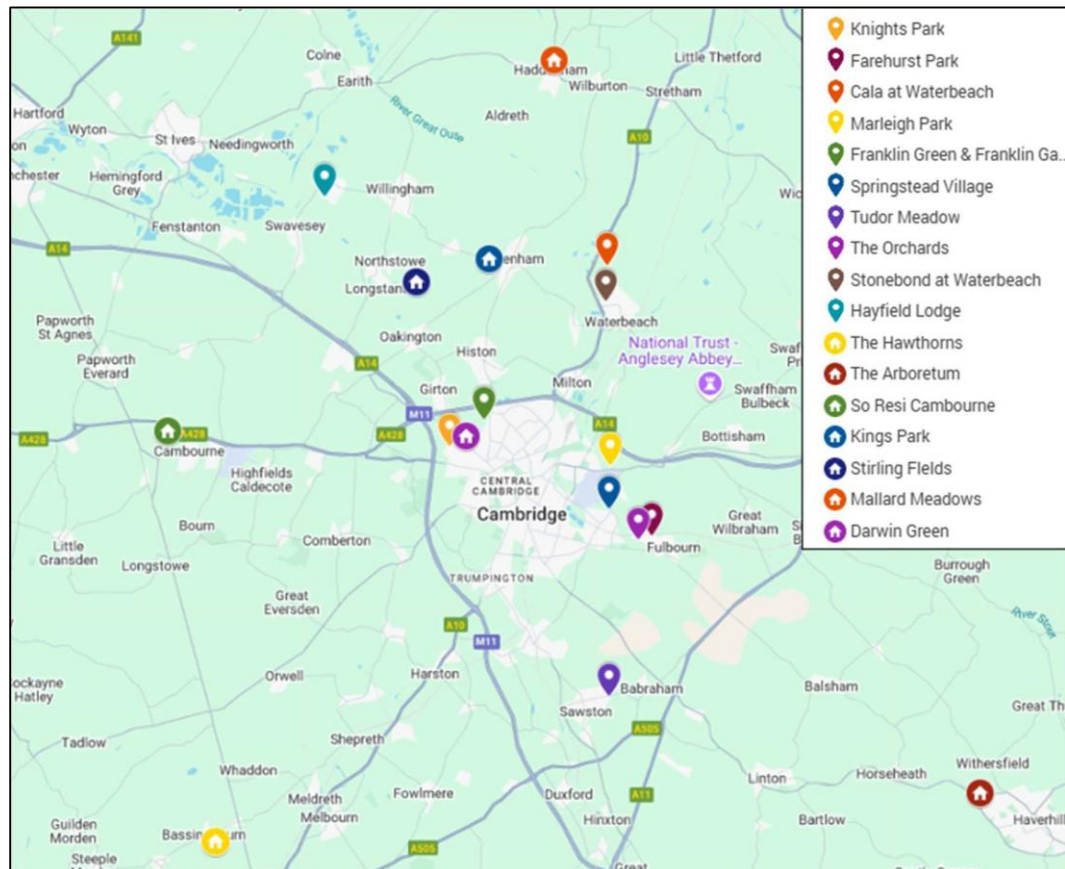 A141
Colne
Earith
Wilburton
Little Thetford
Stretham
River Great Ouse
Aldreth
A10
Hartford
Wyton
St Ives
Needingworth
Hemingford
Grey
Willingham
Fenstanton
Swavesey
A14
Northstowe
Papworth
St Agnes
Oakington
Waterbeach
Histon
National Trust -
Anglesey Abbey...
Papworth
Everard
A14
Girton
Milton
Swaffham
Bulbeck
M11
A14
A428
A428
A428
Bottisham
Cambourne
Highfields
Caldecote
CENTRAL
CAMBRIDGE
Cambridge
Great
Wilbraham
Bourn
Comberton
Fulbourn
Little
Gransden
Longstowe
TRUMPINGTON
Burrough
Green
Great
Eversden
A10
M11
River Stour
Orwell
Harston
Babraham
Balsham
Hatley
Sawston
Tadlow
A505
Shepreth
Withersfield
Whaddon
Linton
Horseheath
Meldreth
Melbourn
Fowlmere
Duxford
A11
Guilden
Morden
Hinxton
Bartlow
Haverhill
Steeple
A505
Great
Knights Park
Farehurst Park
Cala at Waterbeach
Marleigh Park
Franklin Green & Franklin Ga...
Springstead Village
Tudor Meadow
The Orchards
Stonebond at Waterbeach
Hayfield Lodge
The Hawthorns
The Arboretum
So Resi Cambourne
Kings Park
Stirling Fields
Mallard Meadows
Darwin Green